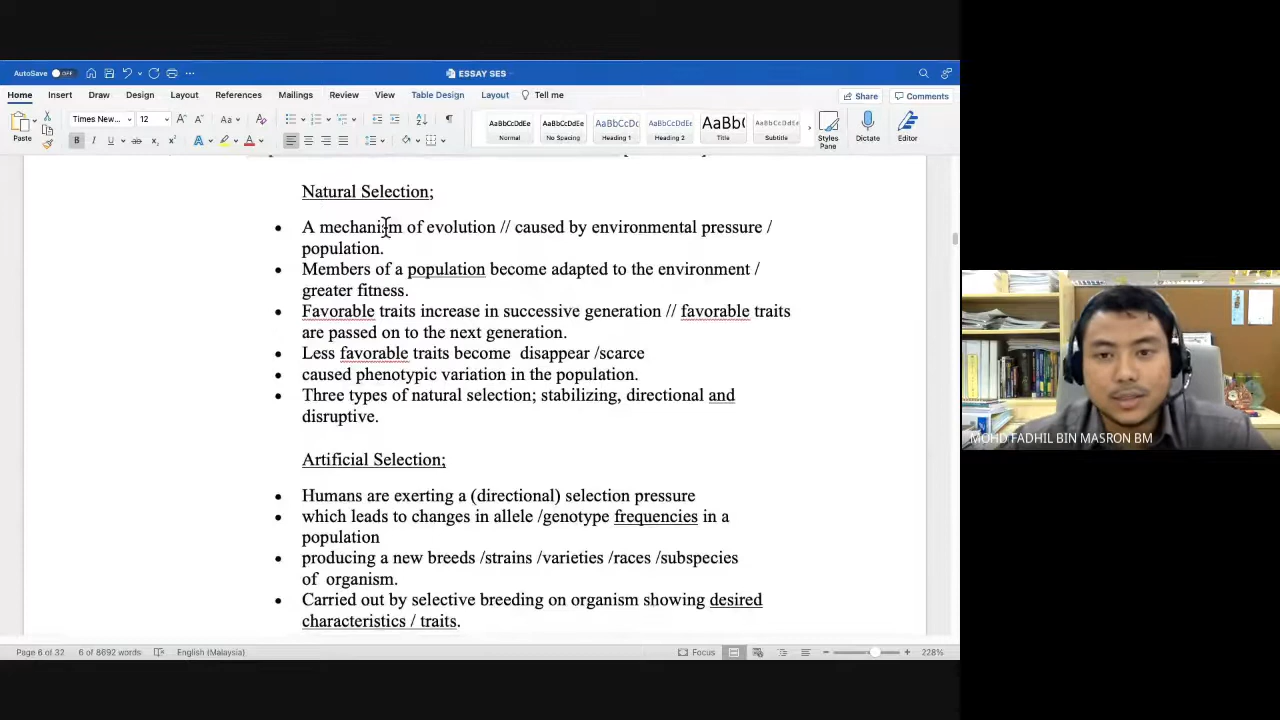 AutoSave OFF
ESSAY SES
Home Insert Draw Design Layout References Mailings Review View Table Design Layout Tell me
Share Comments
Paste
Times New... 12
AaBbCcDdEe AaBbCcDdEe AaBbCcDc AaBbCcDdEe AaBbC AaBbCcDdEe
Normal No Spacing Heading 1 Heading 2 Title Subtitle
Styles Pane
Dictate
Editor
Natural Selection;
• A mechanism of evolution // caused by environmental pressure /
population.
• Members of a population become adapted to the environment /
greater fitness.
• Favorable traits increase in successive generation // favorable traits
are passed on to the next generation.
• Less favorable traits become disappear /scarce
• caused phenotypic variation in the population.
• Three types of natural selection; stabilizing, directional and
disruptive.
Artificial Selection;
• Humans are exerting a (directional) selection pressure
• which leads to changes in allele /genotype frequencies in a
population
• producing a new breeds /strains /varieties /races /subspecies
of organism.
• Carried out by selective breeding on organism showing desired
characteristics / traits.
MOHD FADHIL BIN MASRON BM
Page 6 of 32 6 of 8692 words English (Malaysia) Focus 228%